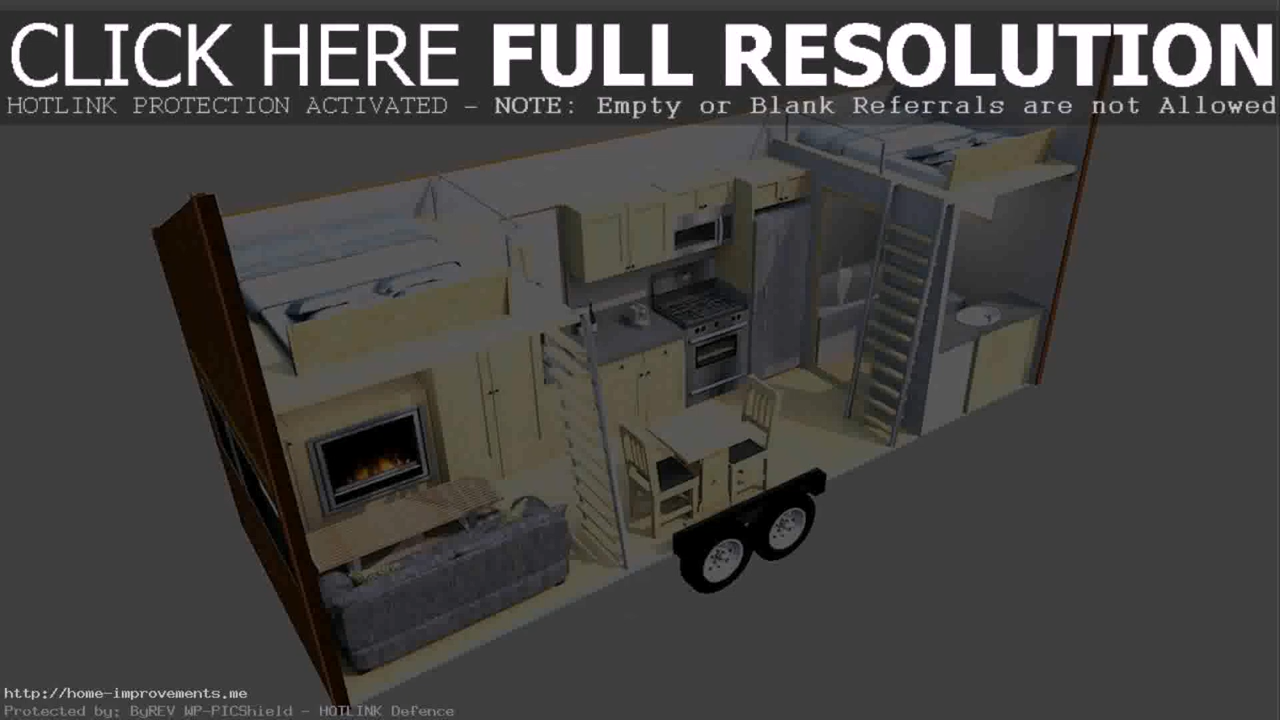 CLICK HERE FULL RESOLUTION
HOTLINK PROTECTION ACTIVATED – NOTE: Empty or Blank Referrals are not Allowed
http://home-improvements.me
Protected by: ByREV WP-PICShield – HOTLINK Defence